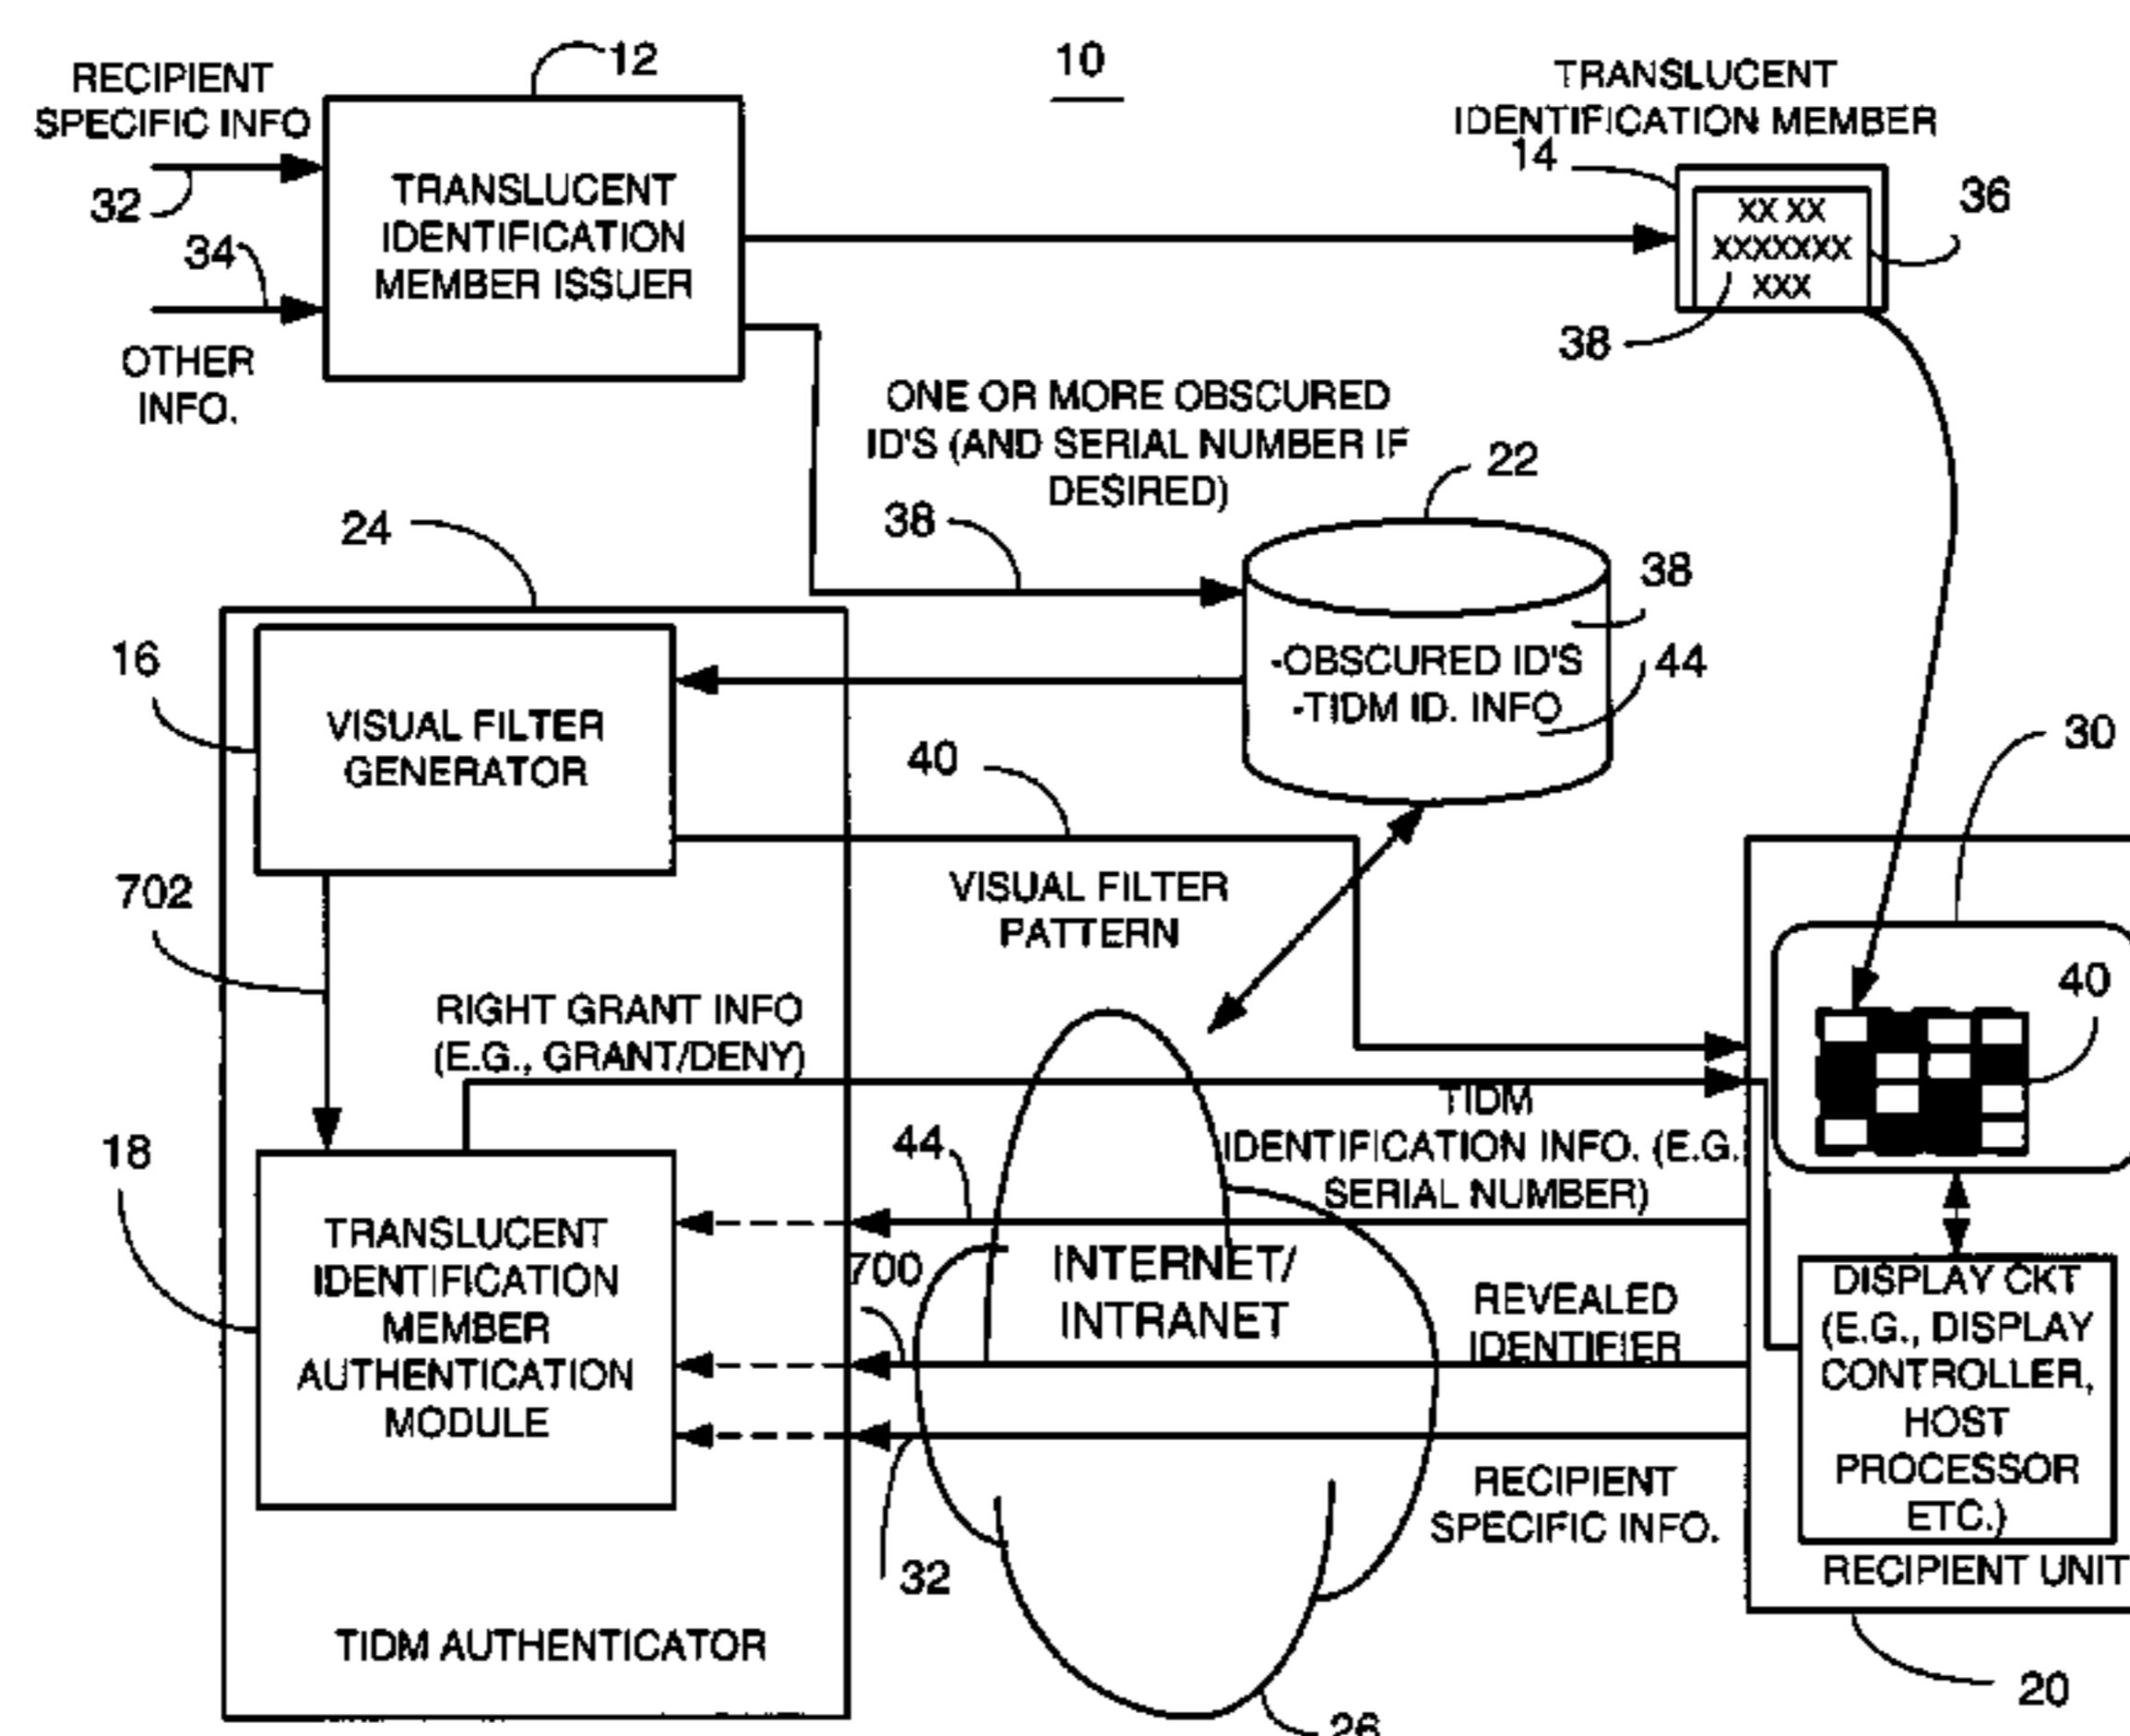 12
10
RECIPIENT
SPECIFIC INFO
32
34
OTHER
INFO.
TRANSLUCENT
IDENTIFICATION
MEMBER ISSUER
TRANSLUCENT
IDENTIFICATION MEMBER
14
XX XX
XXXXXXX
XXX
36
38
ONE OR MORE OBSCURED
ID'S (AND SERIAL NUMBER IF
DESIRED)
38
22
38
-OBSCURED ID'S
-TIDM ID. INFO
44
24
16
VISUAL FILTER
GENERATOR
40
VISUAL FILTER
PATTERN
30
40
702
RIGHT GRANT INFO
(E.G., GRANT/DENY)
18
TRANSLUCENT
IDENTIFICATION
MEMBER
AUTHENTICATION
MODULE
44
TIDM
IDENTIFICATION INFO. (E.G.
SERIAL NUMBER)
700
INTERNET/
INTRANET
REVEALED
IDENTIFIER
32
RECIPIENT
SPECIFIC INFO.
DISPLAY CKT
(E.G., DISPLAY
CONTROLLER,
HOST
PROCESSOR
ETC.)
RECIPIENT UNIT
20
TIDM AUTHENTICATOR
26